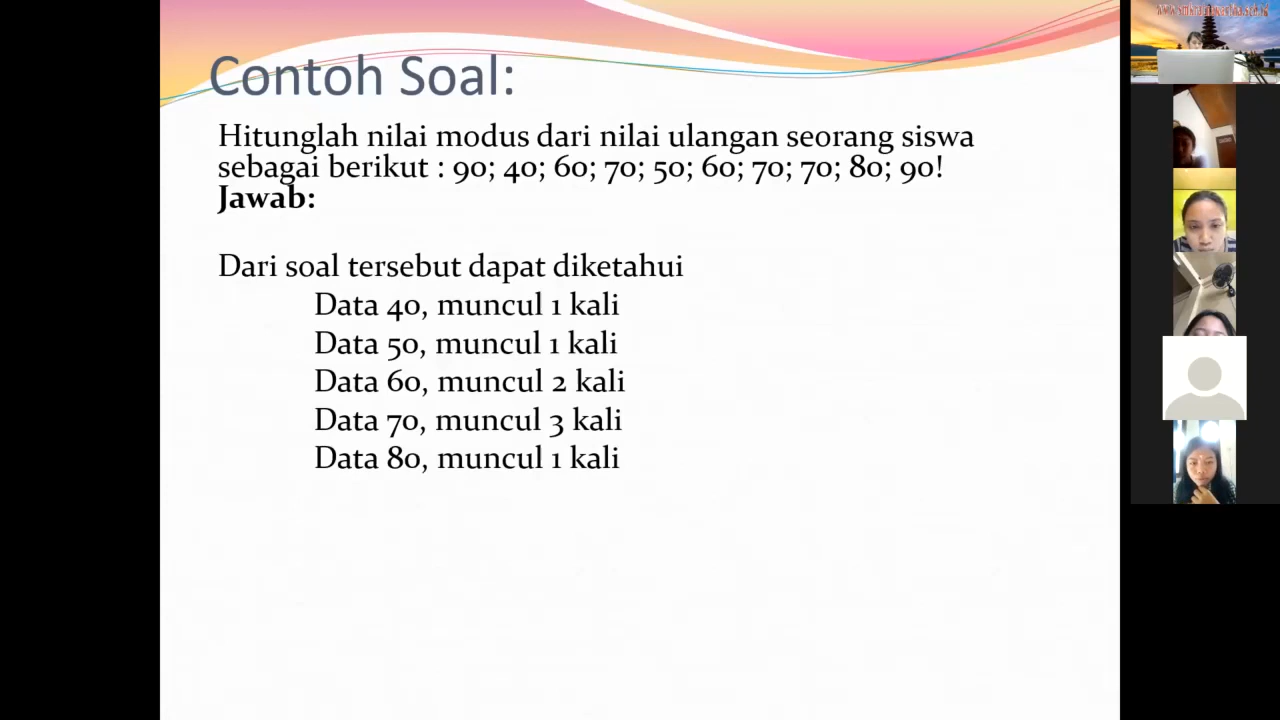 Contoh Soal:
Hitunglah nilai modus dari nilai ulangan seorang siswa
sebagai berikut : 90; 40; 60; 70; 50; 60; 70; 70; 80; 90!
Jawab:
Dari soal tersebut dapat diketahui
Data 40, muncul 1 kali
Data 50, muncul 1 kali
Data 60, muncul 2 kali
Data 70, muncul 3 kali
Data 80, muncul 1 kali